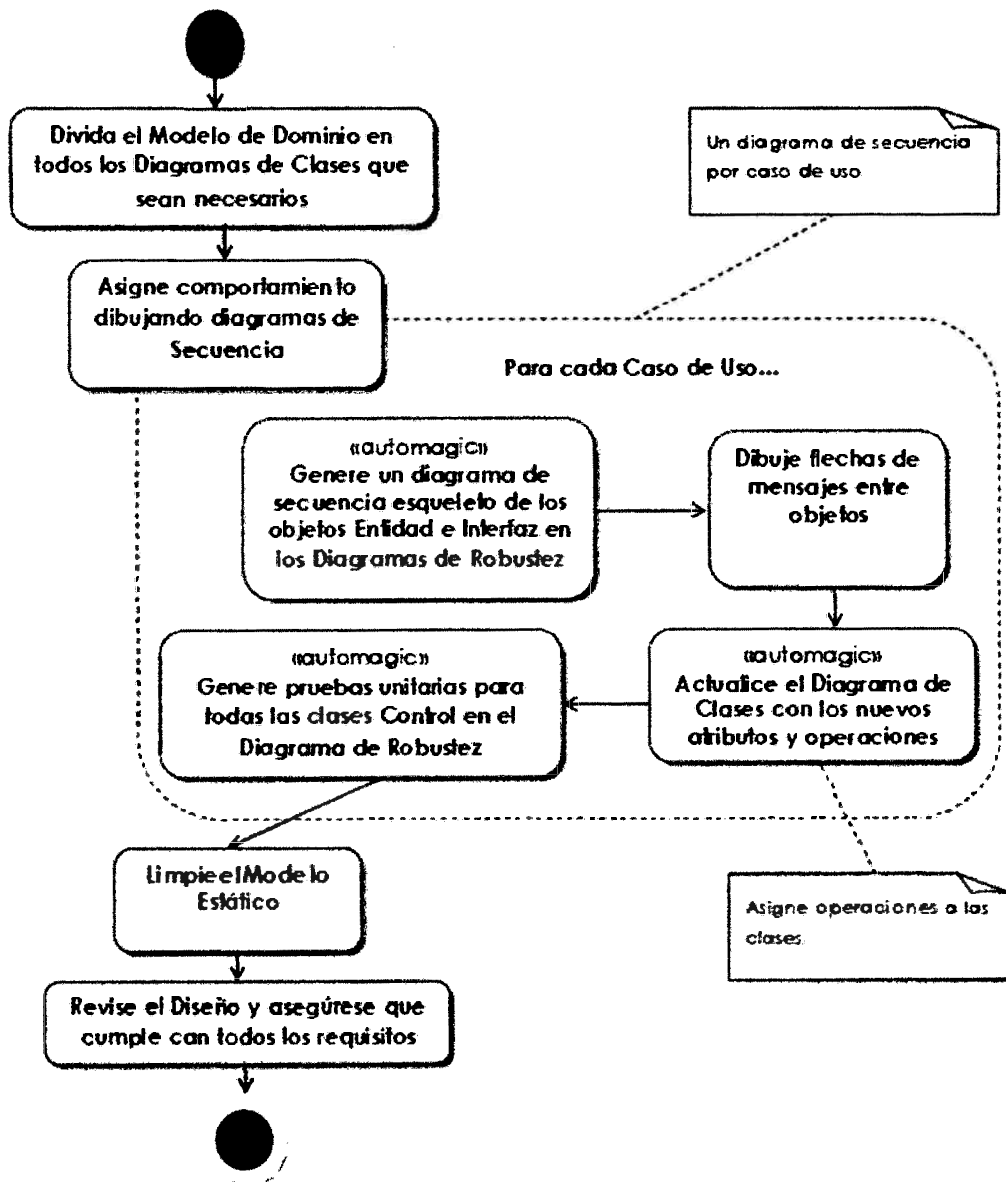 Divida el Modelo de Dominio en
todos los Diagramas de Clases que
sean necesarios
Un diagrama de secuencia
por caso de uso
Asigne comportamiento
dibujando diagramas de
Secuencia
Para cada Caso de Uso...
«automagic»
Genere un diagrama de
secuencia esqueleto de los
objetos Entidad e Interfaz en
los Diagramas de Robustez
Dibuje flechas de
mensajes entre
objetos
«automagic»
Genere pruebas unitarias para
todas las clases Control en el
Diagrama de Robustez
«automagic»
Actualice el Diagrama de
Clases con los nuevos
atributos y operaciones
Limpie el Modelo
Estático
Asigne operaciones a las
clases
Revise el Diseño y asegúrese que
cumple can todos los requisitos